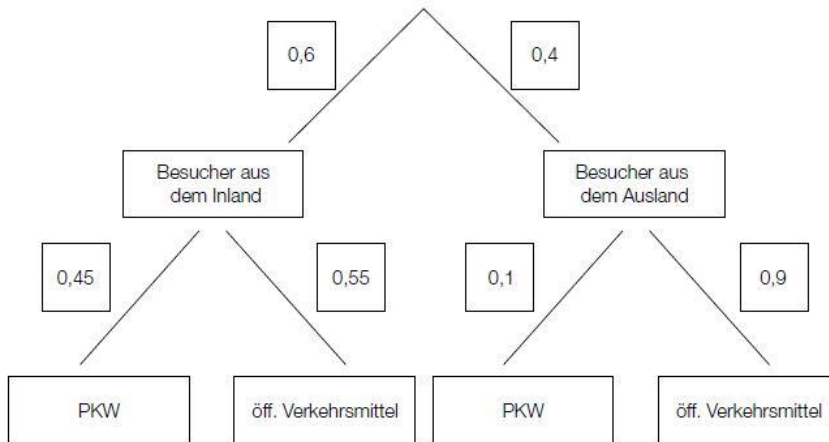 0,6
0,4
Besucher aus
dem Inland
Besucher aus
dem Ausland
0,45
0,55
0,1
0,9
PKW
öff. Verkehrsmittel
PKW
öff. Verkehrsmittel